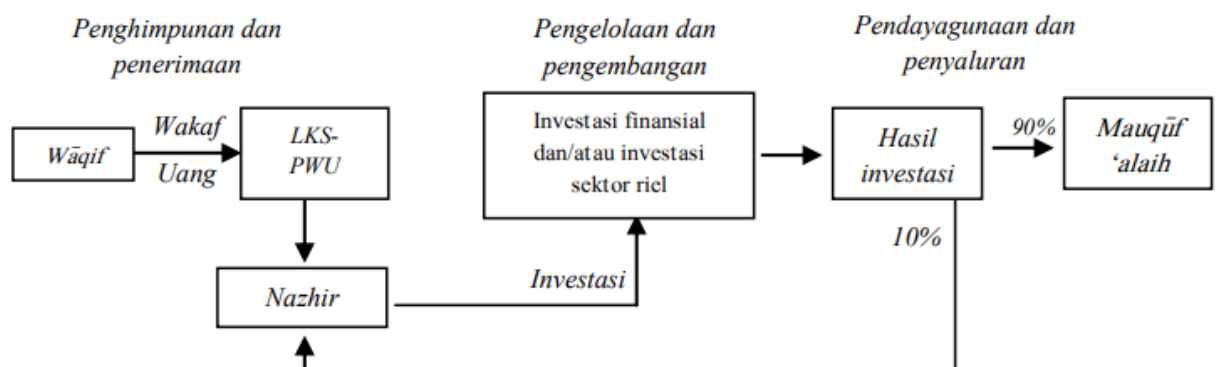 Penghimpunan dan
penerimaan
Pengelolaan dan
pengembangan
Pendayagunaan dan
penyaluran
Wāqif
Wakaf
Uang
LKS-
PWU
Investasi finansial
dan/atau investasi
sektor riel
Hasil
investasi
90%
Mauqūf
‘alaih
10%
Nazhir
Investasi